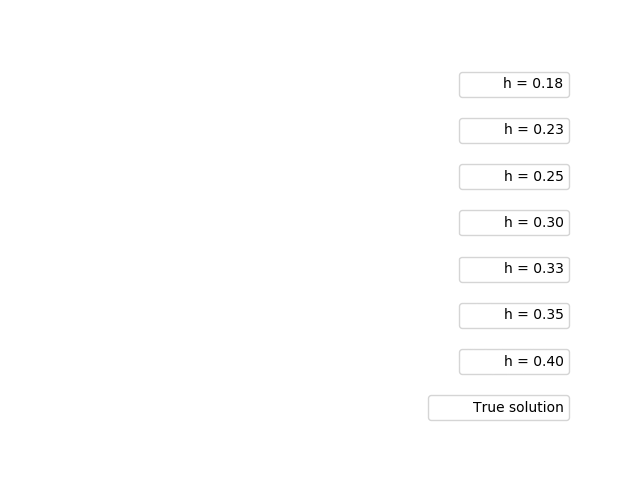 h = 0.18
h = 0.23
h = 0.25
h = 0.30
h = 0.33
h = 0.35
h = 0.40
True solution